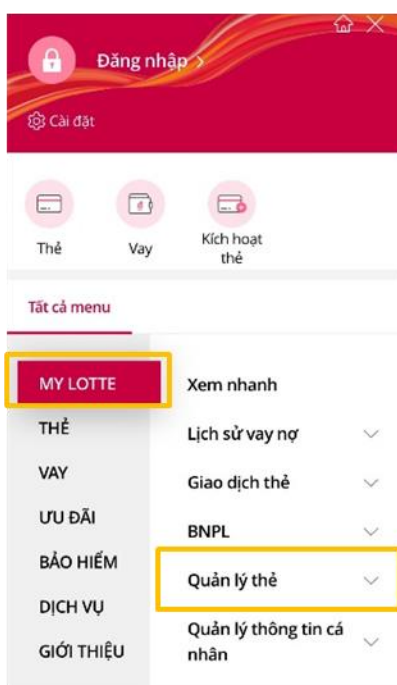 Đăng nhập
Cài đặt
Thẻ
Vay
Kích hoạt
thẻ
Tất cả menu
MY LOTTE
THẺ
VAY
ƯU ĐÃI
BẢO HIỂM
DỊCH VỤ
GIỚI THIỆU
Xem nhanh
Lịch sử vay nợ
Giao dịch thẻ
BNPL
Quản lý thẻ
Quản lý thông tin cá
nhân